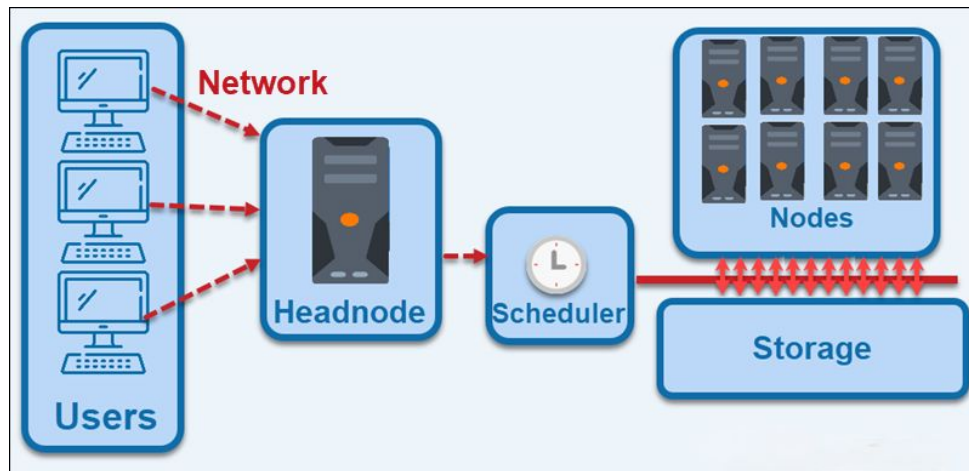 Network
Nodes
Headnode
Scheduler
Storage
Users